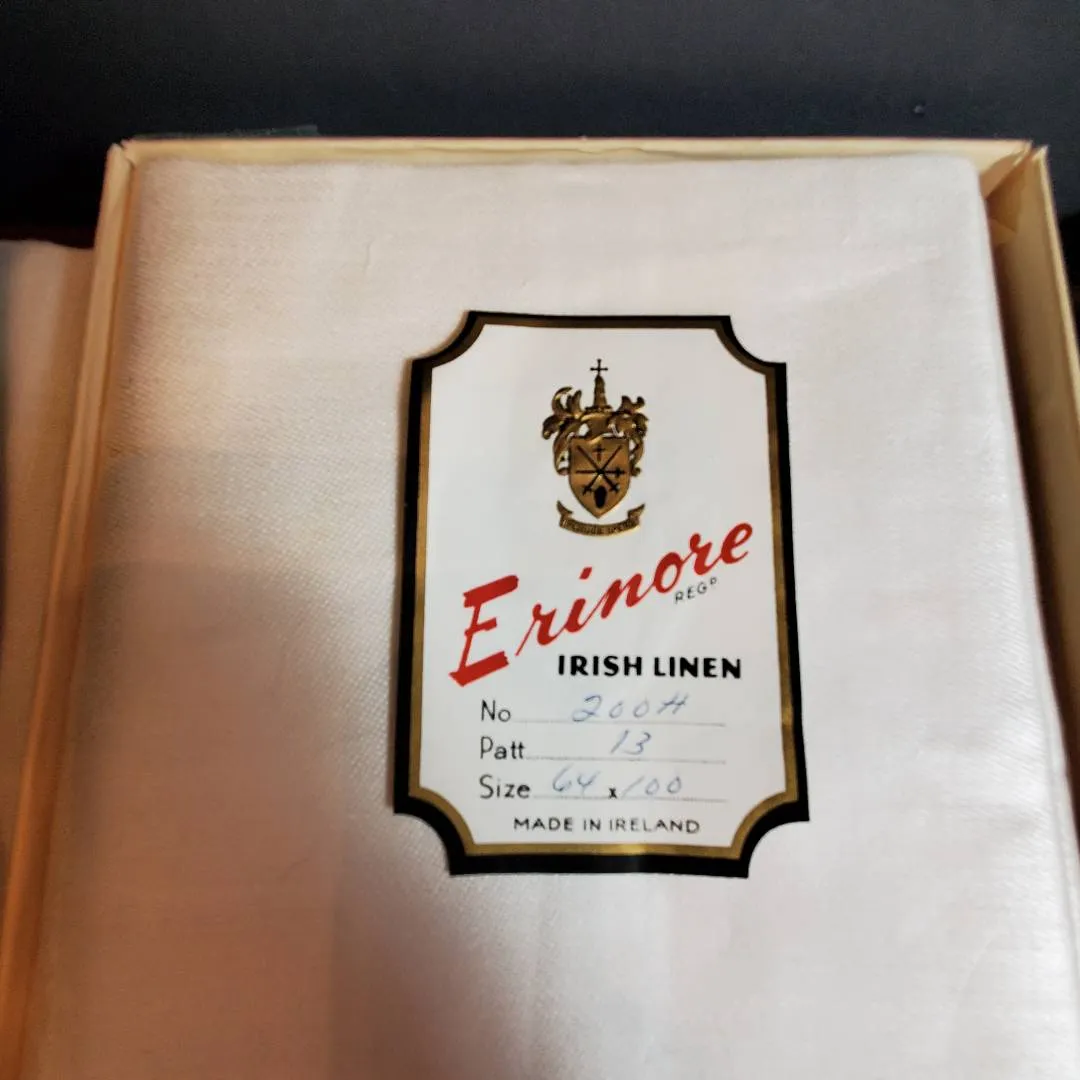 Erinore
REGD
IRISH LINEN
No 200H
Patt 13
Size 64 x 100
MADE IN IRELAND